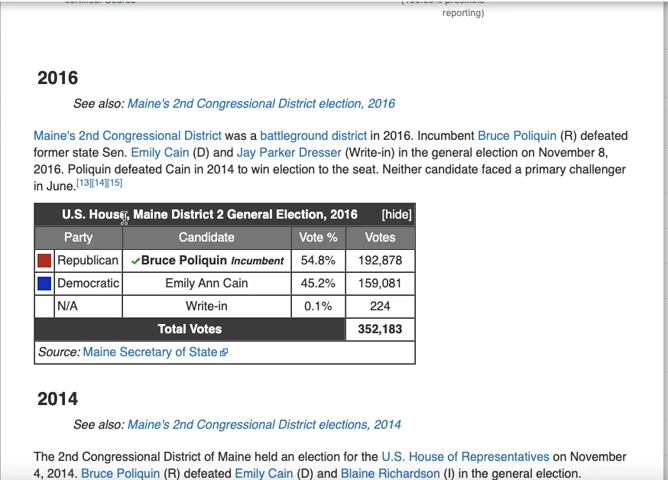 reporting)
2016
See also: Maine's 2nd Congressional District election, 2016
Maine's 2nd Congressional District was a battleground district in 2016. Incumbent Bruce Poliquin (R) defeated
former state Sen. Emily Cain (D) and Jay Parker Dresser (Write-in) in the general election on November 8,
2016. Poliquin defeated Cain in 2014 to win election to the seat. Neither candidate faced a primary challenger
in June.[13][14][15]
U.S. House, Maine District 2 General Election, 2016 [hide]
Party Candidate Vote % Votes
Republican ✓Bruce Poliquin Incumbent 54.8% 192,878
Democratic Emily Ann Cain 45.2% 159,081
N/A Write-in 0.1% 224
Total Votes 352,183
Source: Maine Secretary of State
2014
See also: Maine's 2nd Congressional District elections, 2014
The 2nd Congressional District of Maine held an election for the U.S. House of Representatives on November
4, 2014. Bruce Poliquin (R) defeated Emily Cain (D) and Blaine Richardson (I) in the general election.